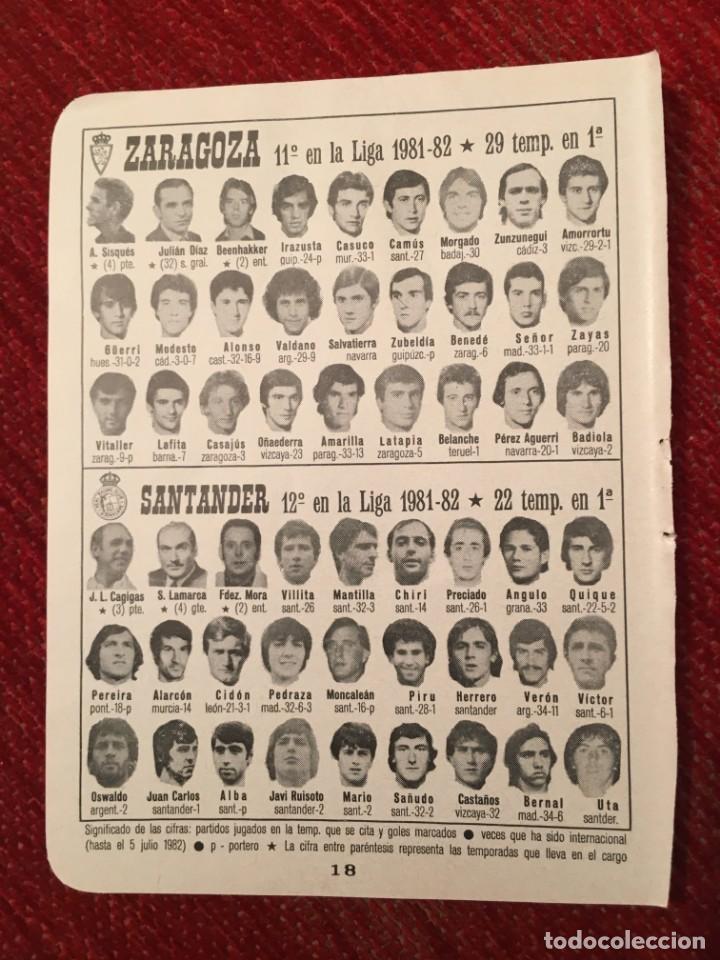 ZARAGOZA 11º en la Liga 1981-82 ★ 29 temp. en 1ª
A. Sisqués Julián Díaz Beenhakker Irazusta Casuco Camús Morgado Zunzunegui Amorrortu
★ (4) pte. ★ (32) s. gral. ★ (2) ent. guip.-24-p mur.-33-1 sant.-27 badaj.-30 cádiz-3 vizc.-29-2-1
Güerri Modesto Alonso Valdano Salvatierra Zubeldía Benedé Señor Zayas
hues.-31-0-2 cád.-3-0-7 cast.-32-16-9 arg.-29-9 navarra guipúzc.-p zarag.-6 mad.-33-1-1 parag.-20
Vitaller Lafita Casajús Oñaederra Amarilla Latapia Belanche Pérez Aguerri Badiola
zarag.-9-p barna.-7 zaragoza-3 vizcaya-23 parag.-33-13 zaragoza-5 teruel-1 navarra-20-1 vizcaya-2
SANTANDER 12º en la Liga 1981-82 ★ 22 temp. en 1ª
J. L. Cagigas S. Lamarca Fdez. Mora Villita Mantilla Chiri Preciado Angulo Quique
★ (3) pte. ★ (4) gte. ★ (2) ent. sant.-26 sant.-32-3 sant.-14 sant.-26-1 grana.-33 sant.-22-5-2
Pereira Alarcón Cidón Pedraza Moncaleán Piru Herrero Verón Víctor
pont.-18-p murcia-14 león-21-3-1 mad.-32-6-3 sant.-16-p sant.-28-1 santander arg.-34-11 sant.-6-1
Oswaldo Juan Carlos Alba Javi Ruisoto Mario Sañudo Castaños Bernal Uta
argent.-2 santander-1 sant.-p santander-2 sant.-2 sant.-32-2 vizcaya-32 mad.-34-6 santder.
Significado de las cifras: partidos jugados en la temp. que se cita y goles marcados ● veces que ha sido internacional
(hasta el 5 julio 1982) ● p - portero ★ La cifra entre paréntesis representa las temporadas que lleva en el cargo
18
todocoleccion
todocoleccion.net